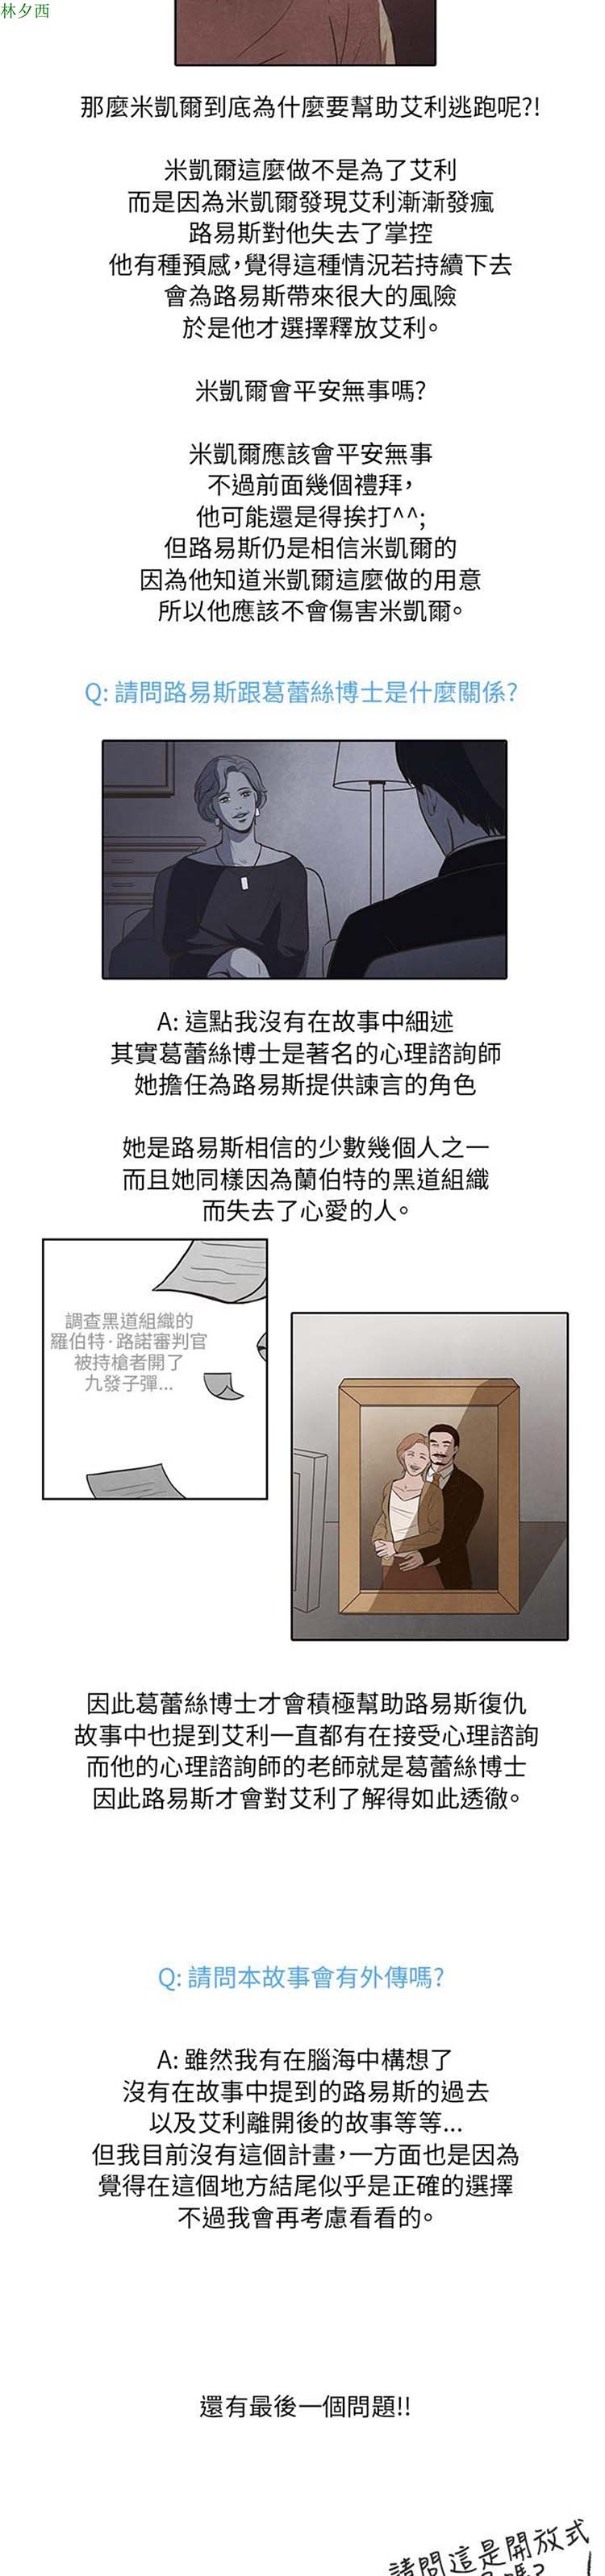 林夕西
那麼米凱爾到底為什麼要幫助艾利逃跑呢?!
米凱爾這麼做不是為了艾利
而是因為米凱爾發現艾利漸漸發瘋
路易斯對他失去了掌控
他有種預感,覺得這種情況若持續下去
會為路易斯帶來很大的風險
於是他才選擇釋放艾利。
米凱爾會平安無事嗎?
米凱爾應該會平安無事
不過前面幾個禮拜,
他可能還是得挨打^^;
但路易斯仍是相信米凱爾的
因為他知道米凱爾這麼做的用意
所以他應該不會傷害米凱爾。
Q: 請問路易斯跟葛蕾絲博士是什麼關係?
A: 這點我沒有在故事中細述
其實葛蕾絲博士是著名的心理諮詢師
她擔任為路易斯提供諫言的角色
她是路易斯相信的少數幾個人之一
而且她同樣因為蘭伯特的黑道組織
而失去了心愛的人。
調查黑道組織的
羅伯特·路諾審判官
被持槍者開了
九發子彈...
因此葛蕾絲博士才會積極幫助路易斯復仇
故事中也提到艾利一直都有在接受心理諮詢
而他的心理諮詢師的老師就是葛蕾絲博士
因此路易斯才會對艾利了解得如此透徹。
Q: 請問本故事會有外傳嗎?
A: 雖然我有在腦海中構想了
沒有在故事中提到的路易斯的過去
以及艾利離開後的故事等等...
但我目前沒有這個計畫,一方面也是因為
覺得在這個地方結尾似乎是正確的選擇
不過我會再考慮看看的。
還有最後一個問題!!
請問這是開放式